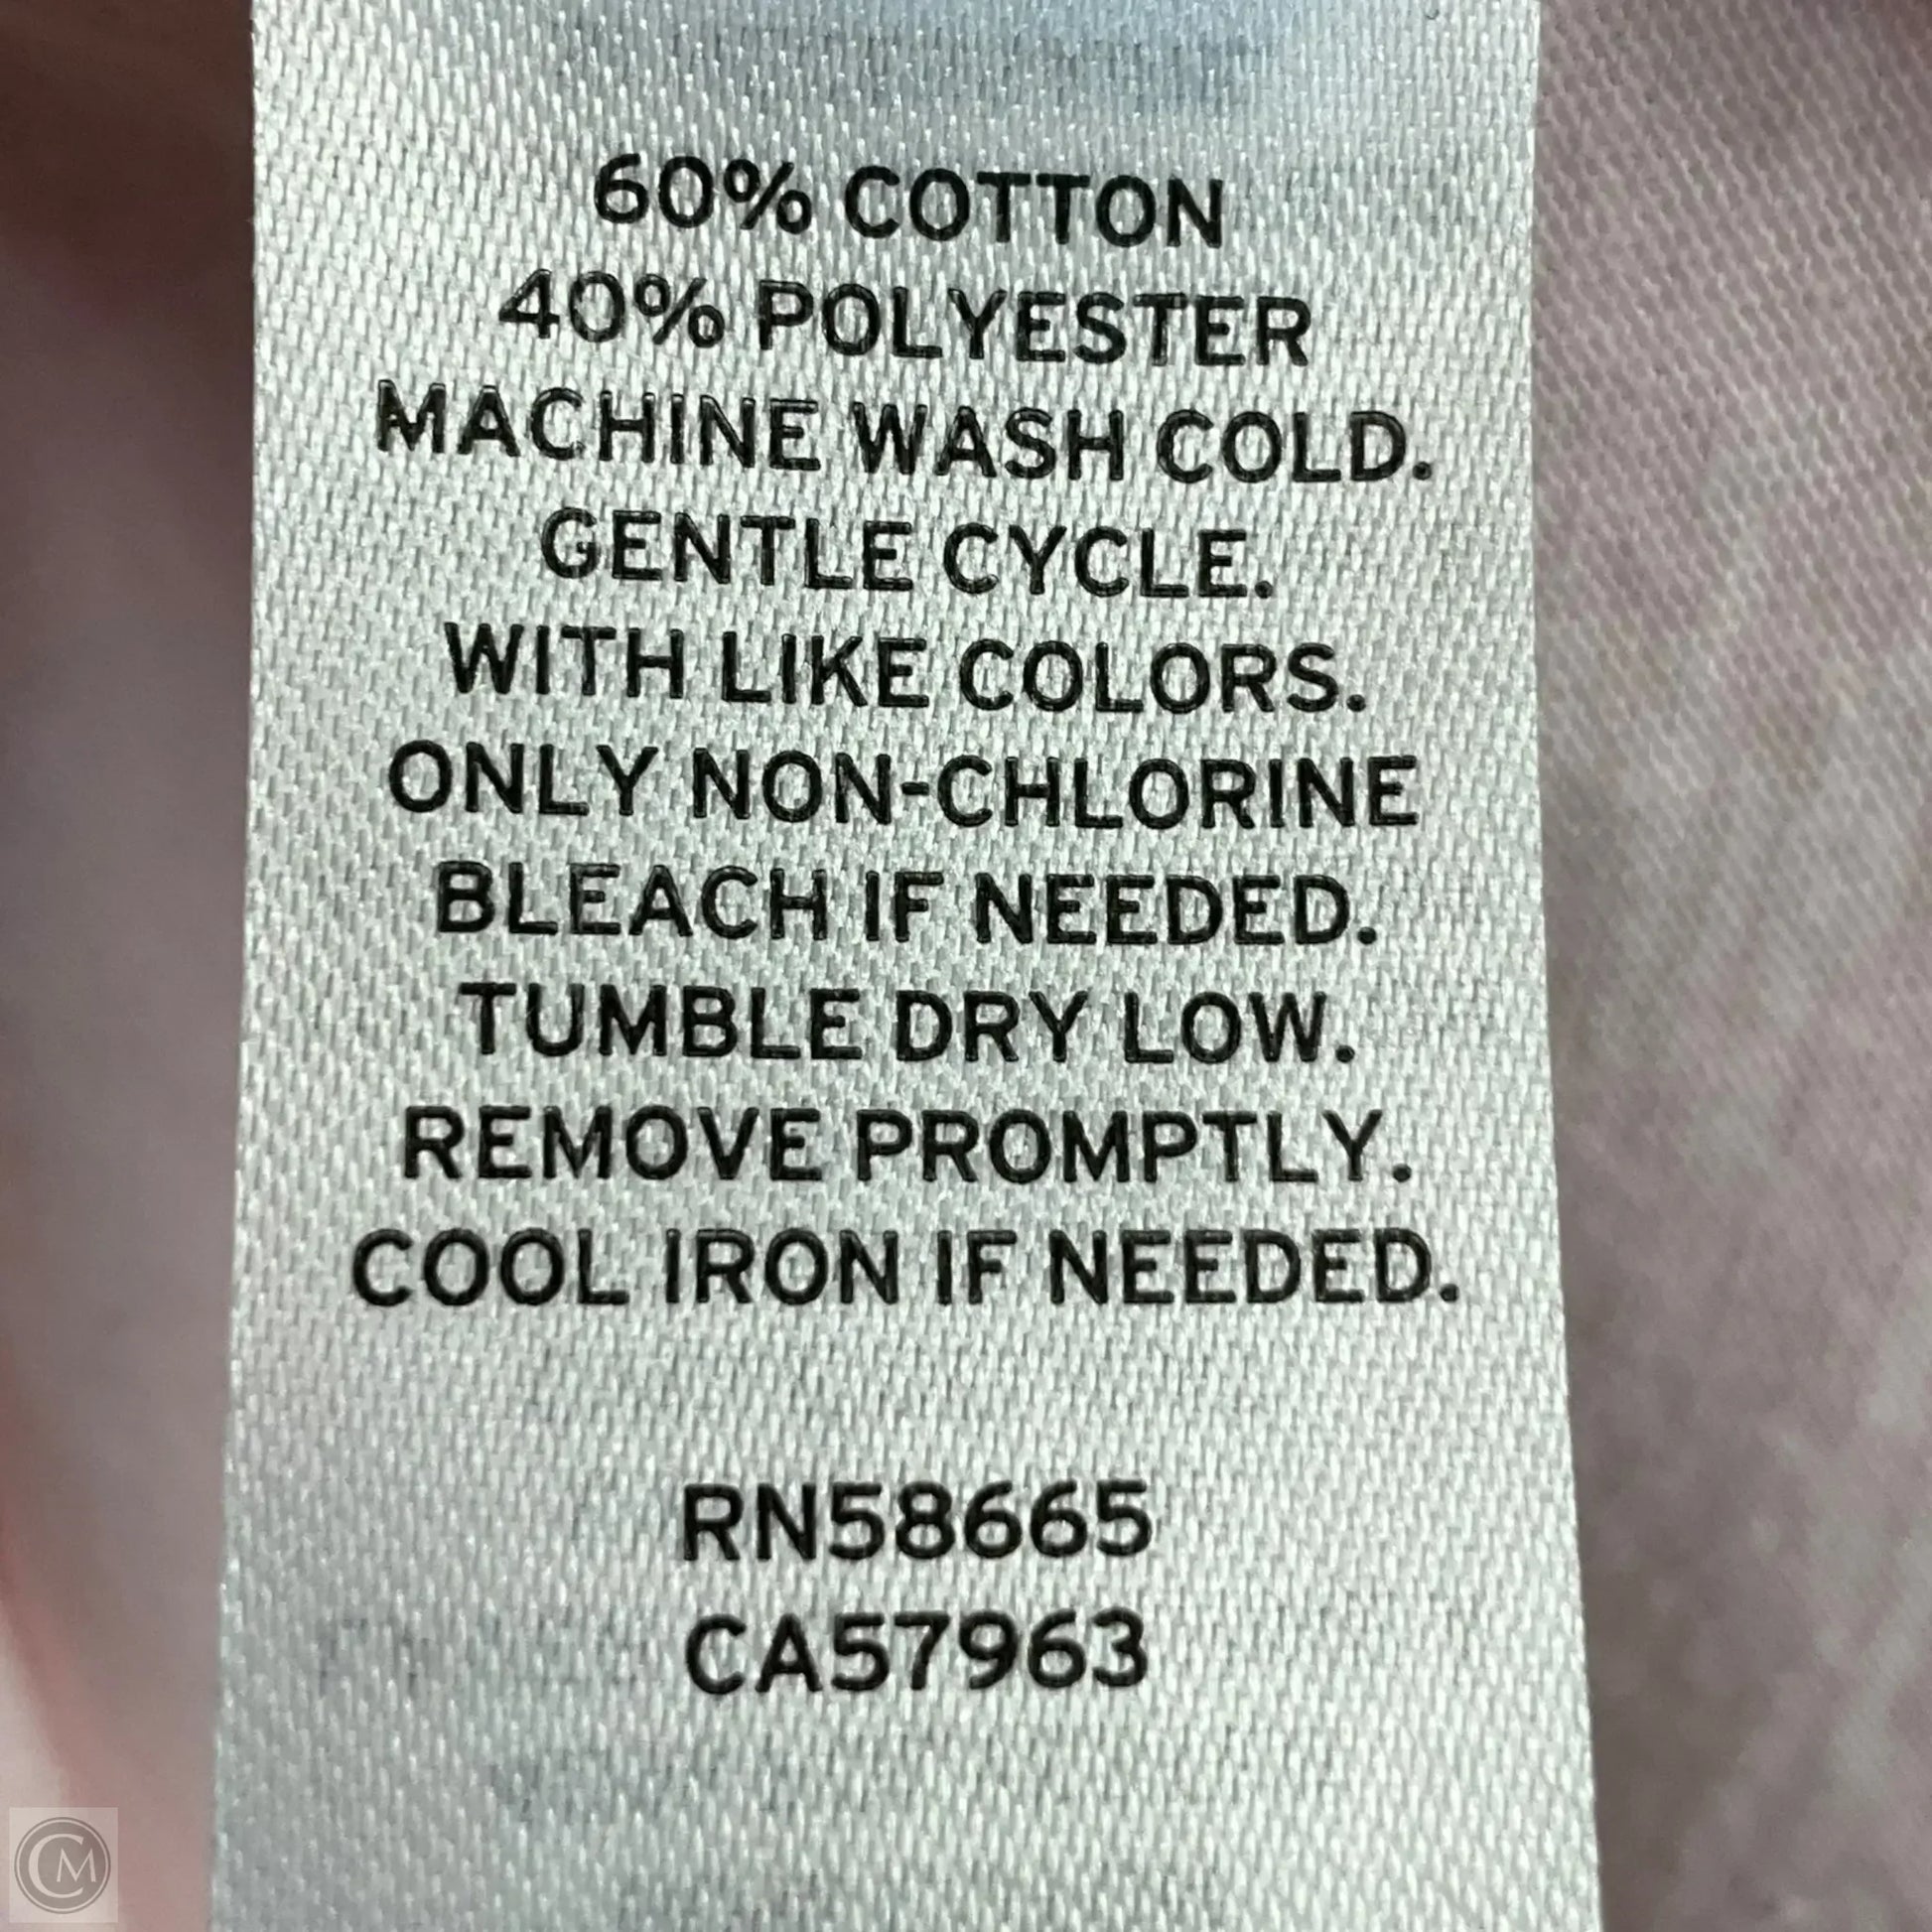 60% COTTON
40% POLYESTER
MACHINE WASH COLD.
GENTLE CYCLE.
WITH LIKE COLORS.
ONLY NON-CHLORINE
BLEACH IF NEEDED.
TUMBLE DRY LOW.
REMOVE PROMPTLY.
COOL IRON IF NEEDED.
RN58665
CA57963
CM